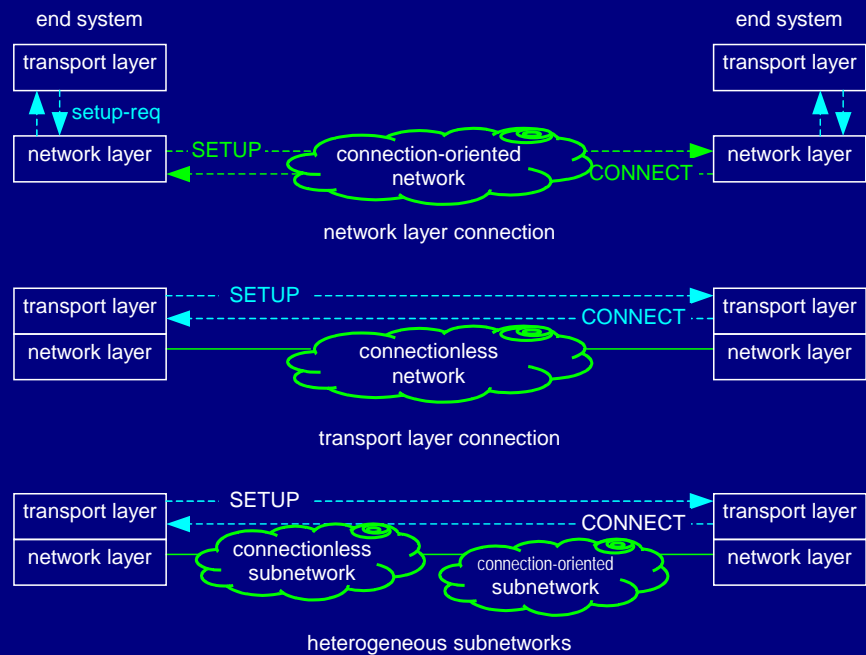 end system
end system
transport layer
transport layer
setup-req
network layer
SETUP
connection-oriented
network
CONNECT
network layer
network layer connection
transport layer
SETUP
CONNECT
transport layer
network layer
connectionless
network
network layer
transport layer connection
transport layer
SETUP
CONNECT
transport layer
network layer
connectionless
subnetwork
connection-oriented
subnetwork
network layer
heterogeneous subnetworks